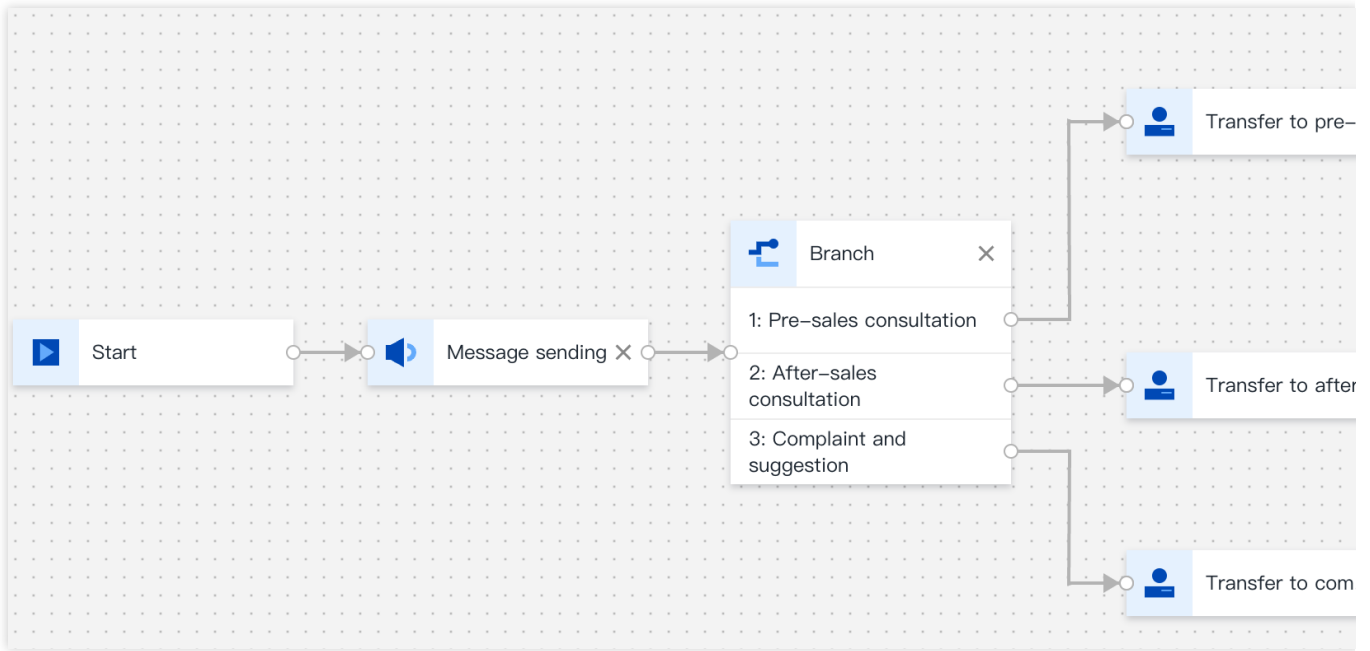 Start
Message sending
Branch
1: Pre–sales consultation
2: After–sales
consultation
3: Complaint and
suggestion
Transfer to pre–
Transfer to after
Transfer to com